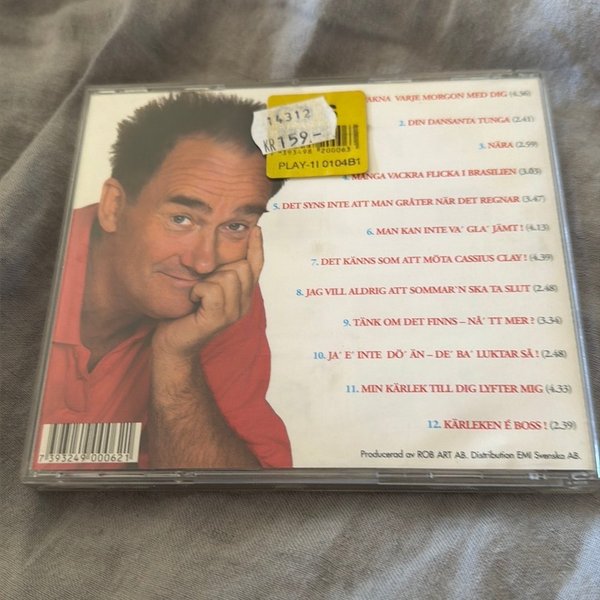 AKNA VARJE MORGON MED DIG (4.56)
14312
KR159:-
7 393498 200063
PLAY-1I 0104B1
2. DIN DANSANTA TUNGA (2.41)
3. NÄRA (2.59)
4. MÅNGA VACKRA FLICKA I BRASILIEN (3.03)
5. DET SYNS INTE ATT MAN GRÅTER NÄR DET REGNAR (3.47)
6. MAN KAN INTE VA´ GLA´ JÄMT ! (4.13)
7. DET KÄNNS SOM ATT MÖTA CASSIUS CLAY ! (4.39)
8. JAG VILL ALDRIG ATT SOMMAR´N SKA TA SLUT (2.48)
9. TÄNK OM DET FINNS – NÅ´ TT MER ? (3.34)
10. JA´ E´ INTE DÖ´ ÄN – DE´ BA´ LUKTAR SÅ ! (2.48)
11. MIN KÄRLEK TILL DIG LYFTER MIG (4.33)
12. KÄRLEKEN É BOSS ! (2.39)
7 393249 000621
Producerad av ROB ART AB. Distribution EMI Svenska AB.